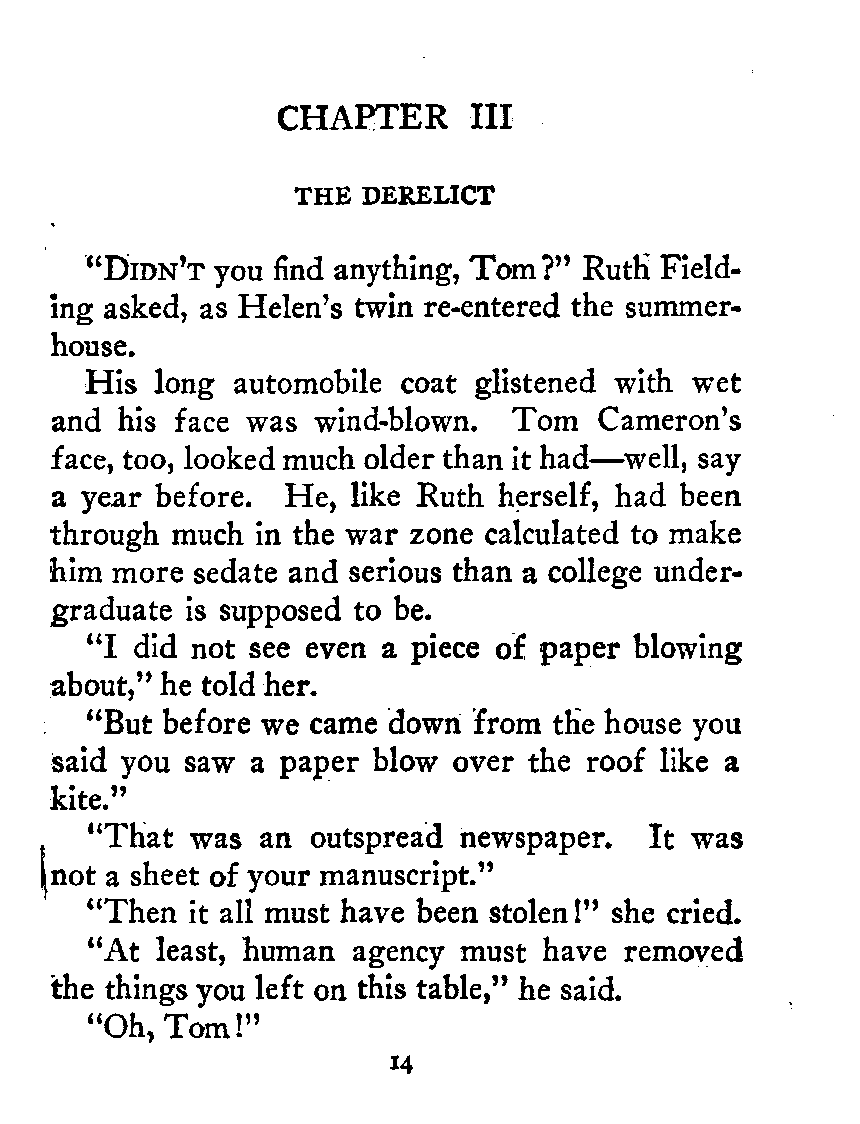 CHAPTER III
THE DERELICT
“DIDN’T you find anything, Tom?” Ruth Field-
ing asked, as Helen’s twin re-entered the summer-
house.
His long automobile coat glistened with wet
and his face was wind-blown. Tom Cameron’s
face, too, looked much older than it had—well, say
a year before. He, like Ruth herself, had been
through much in the war zone calculated to make
him more sedate and serious than a college under-
graduate is supposed to be.
“I did not see even a piece of paper blowing
about,” he told her.
“But before we came down from the house you
said you saw a paper blow over the roof like a
kite.”
“That was an outspread newspaper. It was
not a sheet of your manuscript.”
“Then it all must have been stolen!” she cried.
“At least, human agency must have removed
the things you left on this table,” he said.
“Oh, Tom!”
14